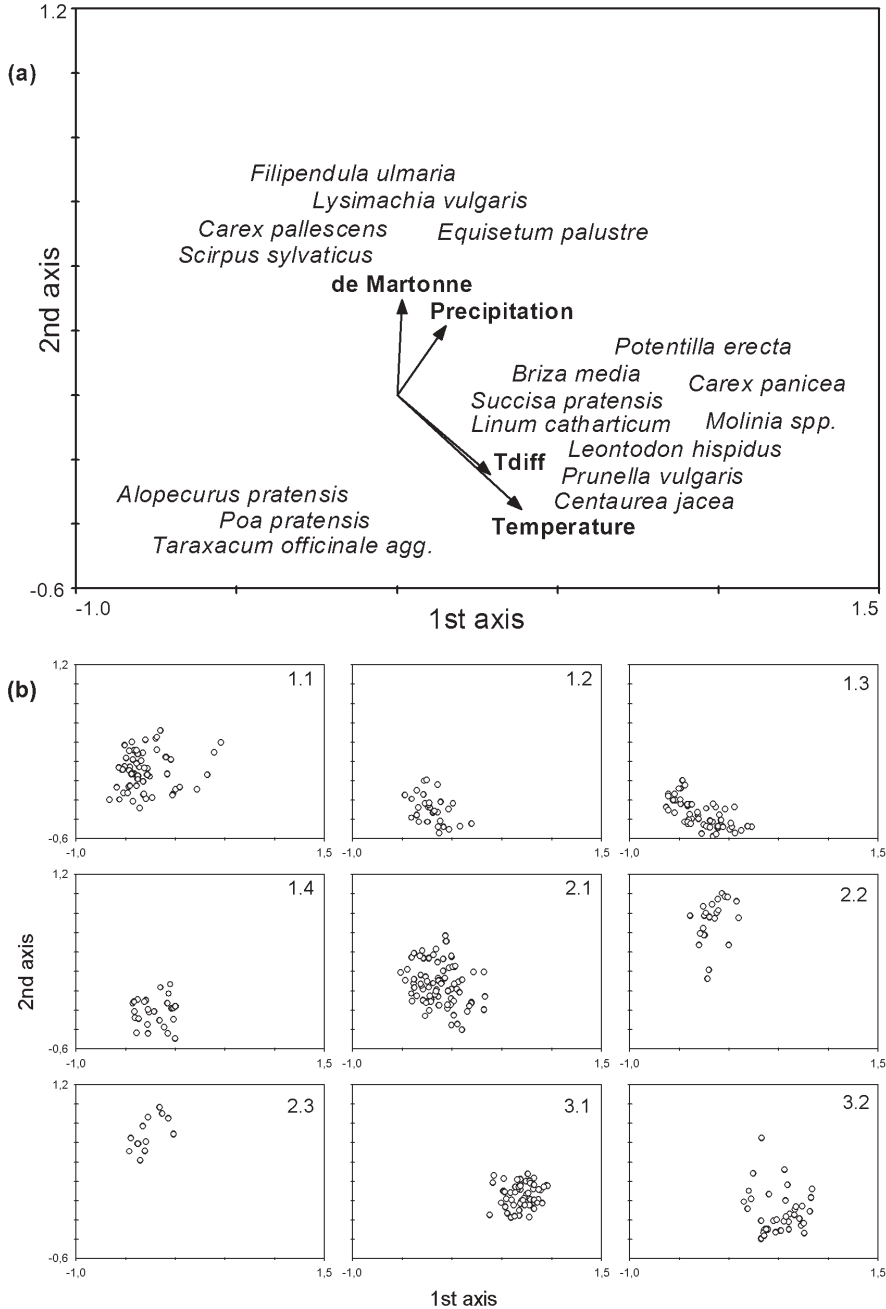 (a)
1.2
Filipendula ulmaria
Lysimachia vulgaris
Carex pallescens
Equisetum palustre
Scirpus sylvaticus
de Martonne
Precipitation
2nd axis
Potentilla erecta
Briza media
Carex panicea
Succisa pratensis
Molinia spp.
Linum catharticum
Leontodon hispidus
Tdiff
Prunella vulgaris
Alopecurus pratensis
Centaurea jacea
Poa pratensis
Temperature
Taraxacum officinale agg.
-0.6
-1.0
1st axis
1.5
(b)
1,2
1.1
1.2
1.3
-0,6
-1,0
1,5
-1,0
1,5
-1,0
1,5
1,2
1.4
2.1
2.2
2nd axis
-0,6
-1,0
1,5
-1,0
1,5
-1,0
1,5
1,2
2.3
3.1
3.2
-0,6
-1,0
1,5
-1,0
1,5
-1,0
1,5
1st axis